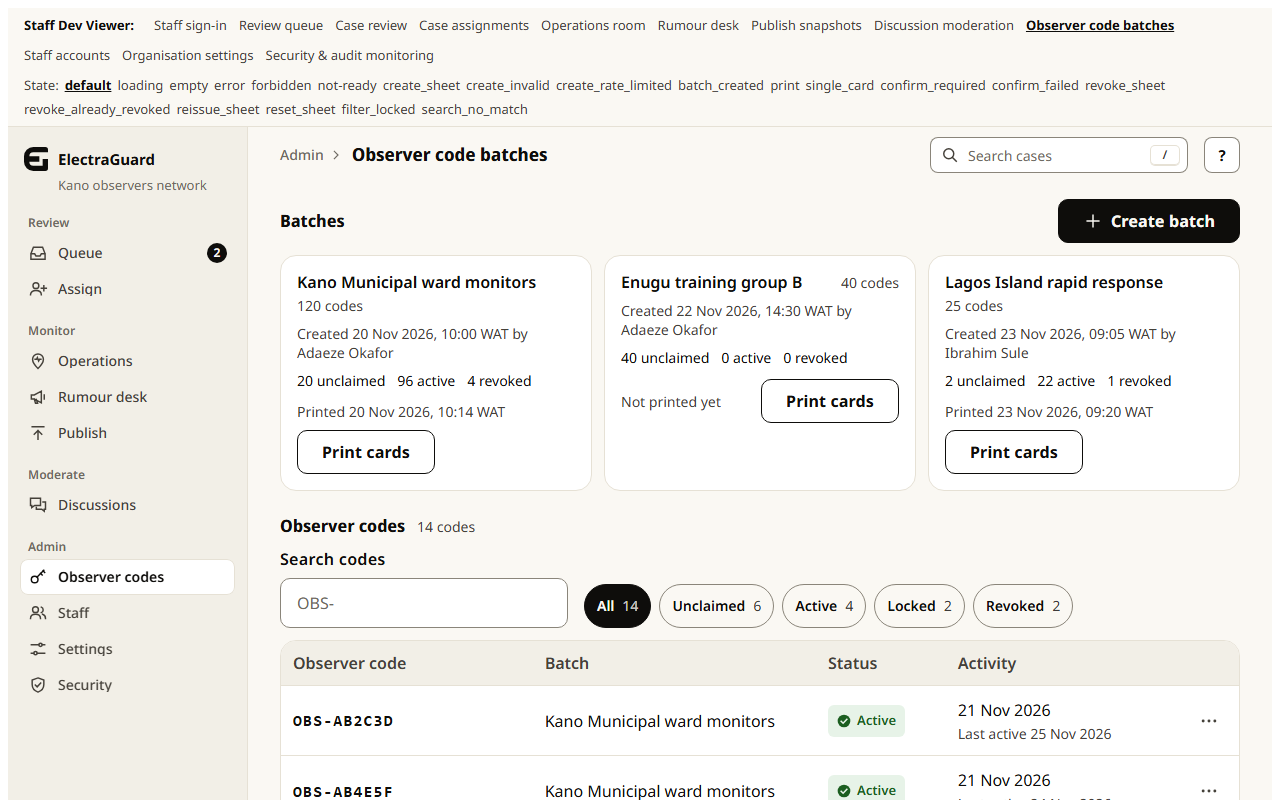 Staff Dev Viewer: Staff sign-in Review queue Case review Case assignments Operations room Rumour desk Publish snapshots Discussion moderation Observer code batches
Staff accounts Organisation settings Security & audit monitoring
State: default loading empty error forbidden not-ready create_sheet create_invalid create_rate_limited batch_created print single_card confirm_required confirm_failed revoke_sheet
revoke_already_revoked reissue_sheet reset_sheet filter_locked search_no_match
ElectraGuard
Kano observers network
Review
Queue 2
Assign
Monitor
Operations
Rumour desk
Publish
Moderate
Discussions
Admin
Observer codes
Staff
Settings
Security
Admin > Observer code batches
Search cases /
?
Batches
+ Create batch
Kano Municipal ward monitors
120 codes
Created 20 Nov 2026, 10:00 WAT by
Adaeze Okafor
20 unclaimed 96 active 4 revoked
Printed 20 Nov 2026, 10:14 WAT
Print cards
Enugu training group B 40 codes
Created 22 Nov 2026, 14:30 WAT by
Adaeze Okafor
40 unclaimed 0 active 0 revoked
Not printed yet Print cards
Lagos Island rapid response
25 codes
Created 23 Nov 2026, 09:05 WAT by
Ibrahim Sule
2 unclaimed 22 active 1 revoked
Printed 23 Nov 2026, 09:20 WAT
Print cards
Observer codes 14 codes
Search codes
OBS-
All 14 Unclaimed 6 Active 4 Locked 2 Revoked 2
Observer code Batch Status Activity
OBS-AB2C3D Kano Municipal ward monitors Active 21 Nov 2026
Last active 25 Nov 2026
OBS-AB4E5F Kano Municipal ward monitors Active 21 Nov 2026